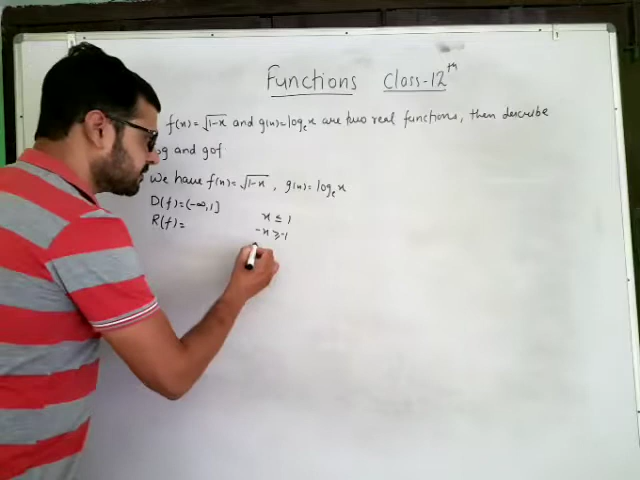 Functions Class-12th
f(x) = √1-x and g(x) = logₑx are two real functions, then describe
og and gof
We have f(x) = √1-x , g(x) = logₑx
D(f) = (-∞, 1]
R(f) =
x ≤ 1
-x ≥ -1